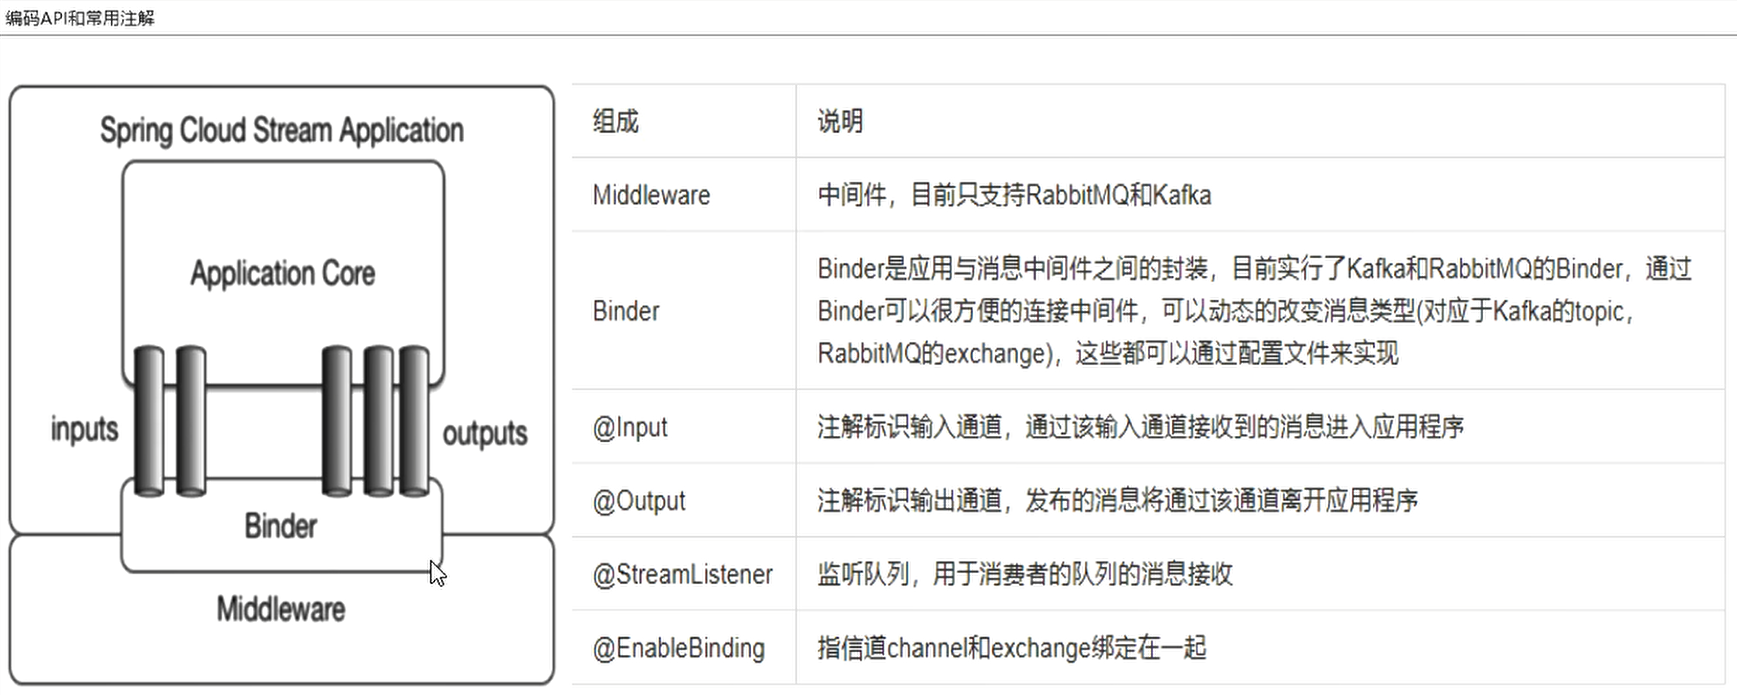 编码API和常用注解
Spring Cloud Stream Application
Application Core
inputs
outputs
Binder
Middleware
组成 说明
Middleware 中间件，目前只支持RabbitMQ和Kafka
Binder Binder是应用与消息中间件之间的封装，目前实行了Kafka和RabbitMQ的Binder，通过
Binder可以很方便的连接中间件，可以动态的改变消息类型(对应于Kafka的topic，
RabbitMQ的exchange)，这些都可以通过配置文件来实现
@Input 注解标识输入通道，通过该输入通道接收到的消息进入应用程序
@Output 注解标识输出通道，发布的消息将通过该通道离开应用程序
@StreamListener 监听队列，用于消费者的队列的消息接收
@EnableBinding 指信道channel和exchange绑定在一起